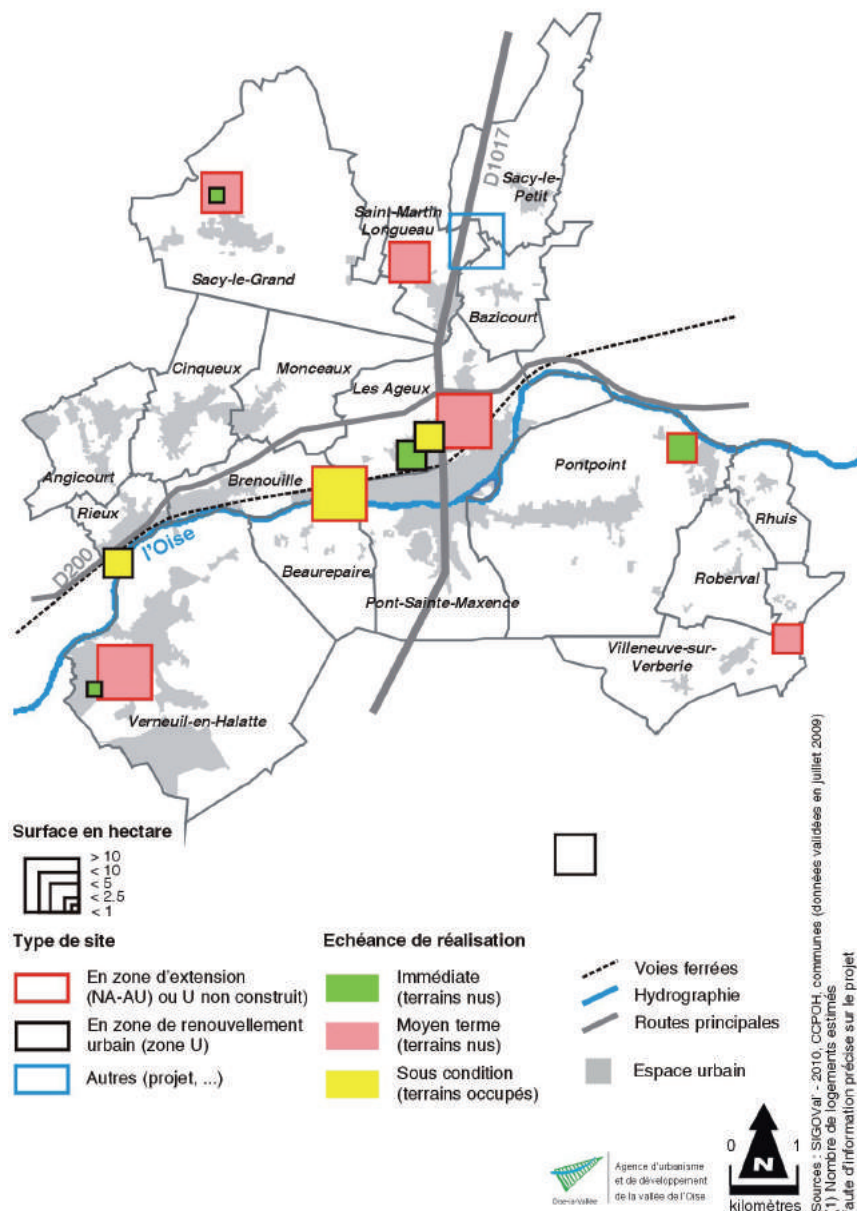 D1017
Sacy-le-
Petit
Saint-Martin
Longueau
Sacy-le-Grand
Bazicourt
Cinqueux
Monceaux
Les Ageux
Angicourt
Brenouille
Pontpoint
Rieux
Rhuis
l'Oise
D200
Beaurepaire
Roberval
Pont-Sainte-Maxence
Villeneuve-sur-
Verberie
Verneuil-en-Halatte
Surface en hectare
> 10
< 10
< 5
< 2.5
< 1
Type de site
En zone d'extension
(NA-AU) ou U non construit)
En zone de renouvellement
urbain (zone U)
Autres (projet, ...)
Echéance de réalisation
Immédiate
(terrains nus)
Moyen terme
(terrains nus)
Sous condition
(terrains occupés)
Voies ferrées
Hydrographie
Routes principales
Espace urbain
Oise-la-Vallée
Agence d'urbanisme
et de développement
de la vallée de l'Oise
0 1
N
kilomètres
Sources : SIGOVal - 2010, CCPOH, communes (données validées en juillet 2009)
(1) Nombre de logements estimés
faute d'information précise sur le projet